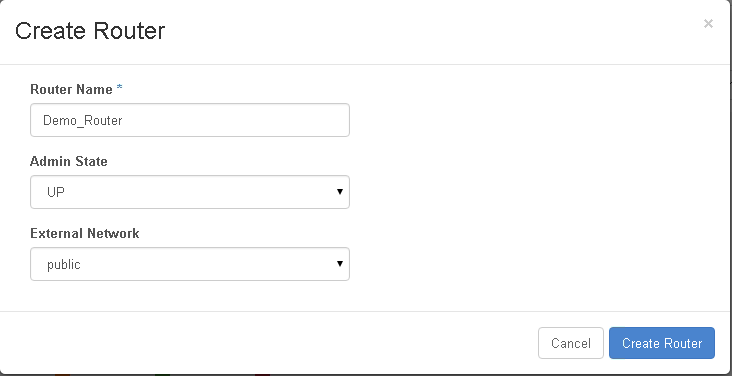 Create Router
×
Router Name *
Demo_Router
Admin State
UP
External Network
public
Cancel
Create Router